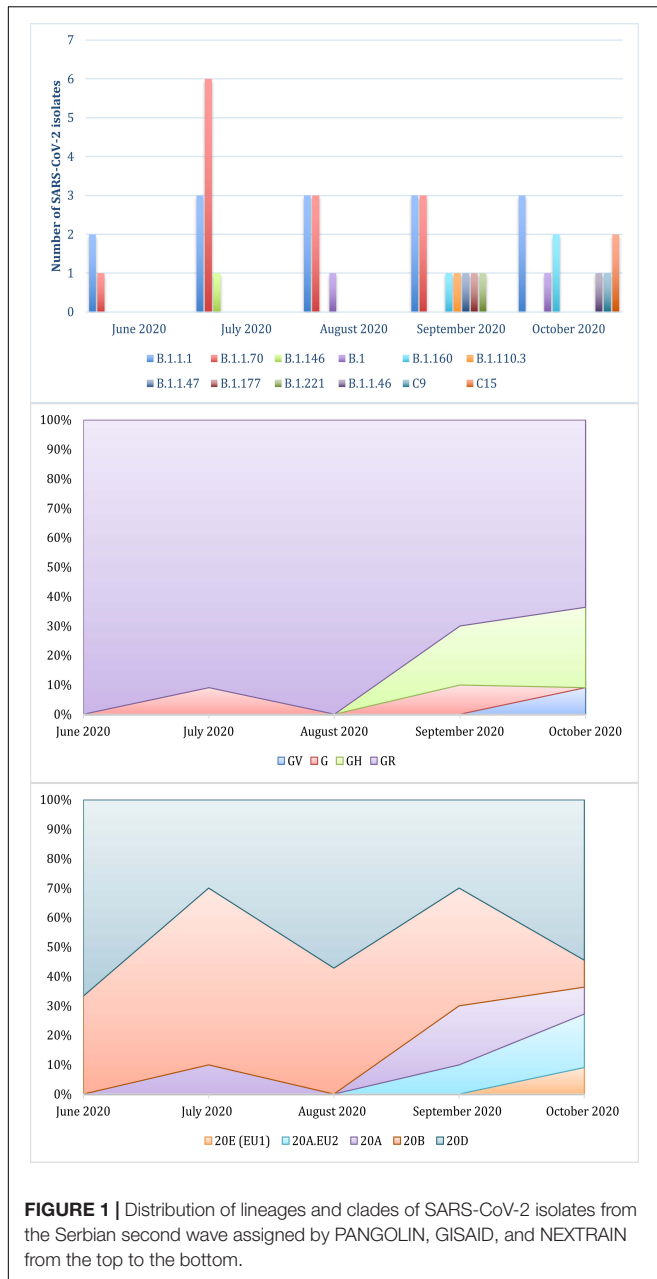 7
6
5
4
3
2
1
0
Number of SARS-CoV-2 isolates
June 2020 July 2020 August 2020 September 2020 October 2020
B.1.1.1 B.1.1.70 B.1.146 B.1 B.1.160 B.1.110.3
B.1.1.47 B.1.177 B.1.221 B.1.1.46 C9 C15
100%
90%
80%
70%
60%
50%
40%
30%
20%
10%
0%
June 2020 July 2020 August 2020 September 2020 October 2020
GV G GH GR
100%
90%
80%
70%
60%
50%
40%
30%
20%
10%
0%
June 2020 July 2020 August 2020 September 2020 October 2020
20E (EU1) 20A.EU2 20A 20B 20D
FIGURE 1 | Distribution of lineages and clades of SARS-CoV-2 isolates from
the Serbian second wave assigned by PANGOLIN, GISAID, and NEXTRAIN
from the top to the bottom.